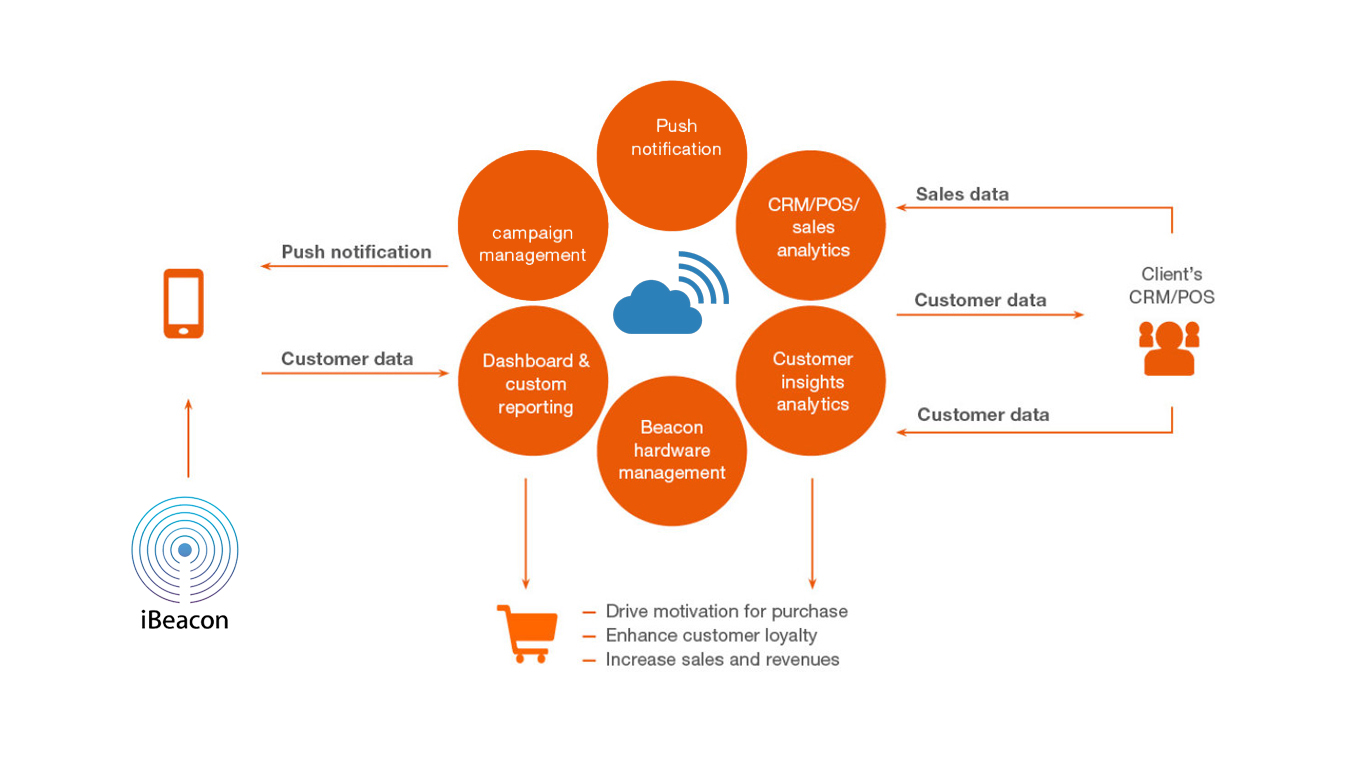 Push
notification
campaign
management
CRM/POS/
sales
analytics
Dashboard &
custom
reporting
Customer
insights
analytics
Beacon
hardware
management
Push notification
Customer data
iBeacon
Sales data
Customer data
Client's
CRM/POS
Customer data
– Drive motivation for purchase
– Enhance customer loyalty
– Increase sales and revenues